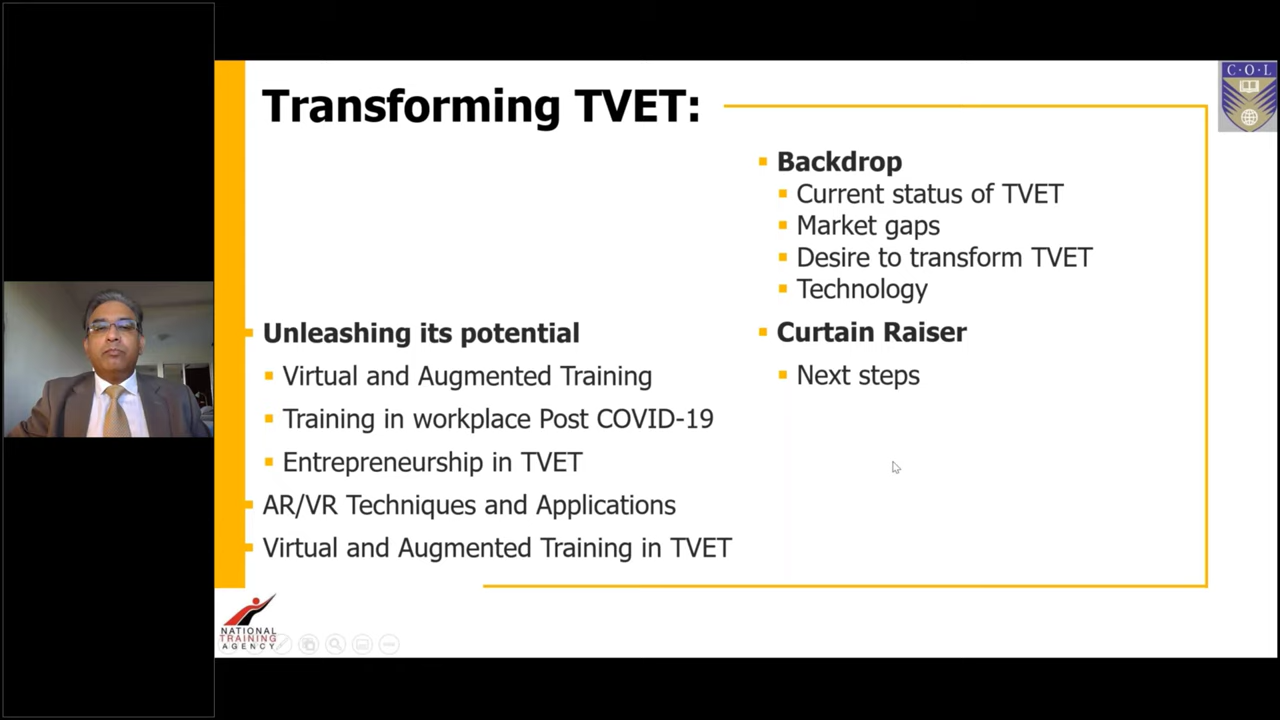 Transforming TVET:
C·O·L
Unleashing its potential
Virtual and Augmented Training
Training in workplace Post COVID-19
Entrepreneurship in TVET
AR/VR Techniques and Applications
Virtual and Augmented Training in TVET
Backdrop
Current status of TVET
Market gaps
Desire to transform TVET
Technology
Curtain Raiser
Next steps
NATIONAL
TRAINING
AGENCY